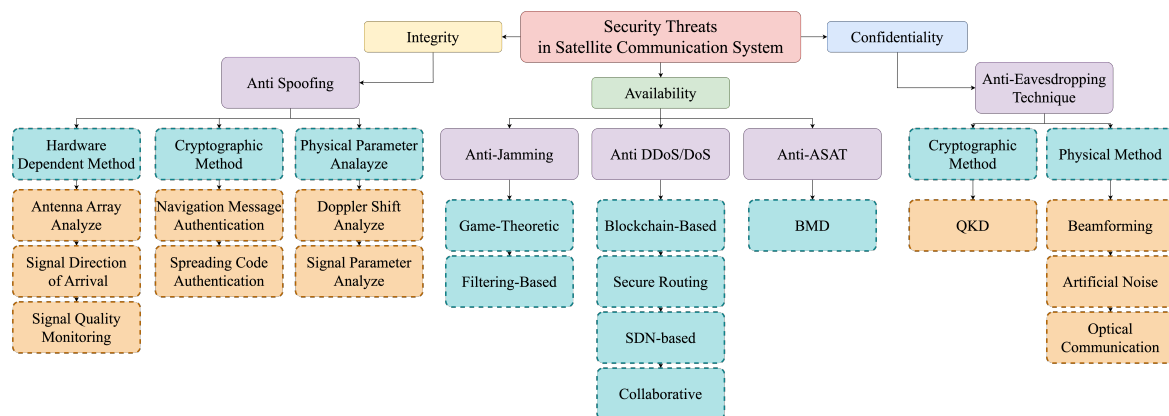 Security Threats
in Satellite Communication System
Integrity
Confidentiality
Anti Spoofing
Availability
Anti-Eavesdropping
Technique
Hardware
Dependent Method
Cryptographic
Method
Physical Parameter
Analayze
Anti-Jamming
Anti DDoS/DoS
Anti-ASAT
Cryptographic
Method
Physical Method
Antenna Array
Analyze
Navigation Message
Authentication
Doppler Shift
Analyze
Game-Theoretic
Blockchain-Based
BMD
QKD
Beamforming
Signal Direction
of Arrival
Spreading Code
Authentication
Signal Parameter
Analyze
Filtering-Based
Secure Routing
Artificial Noise
Signal Quality
Monitoring
SDN-based
Optical
Communication
Collaborative